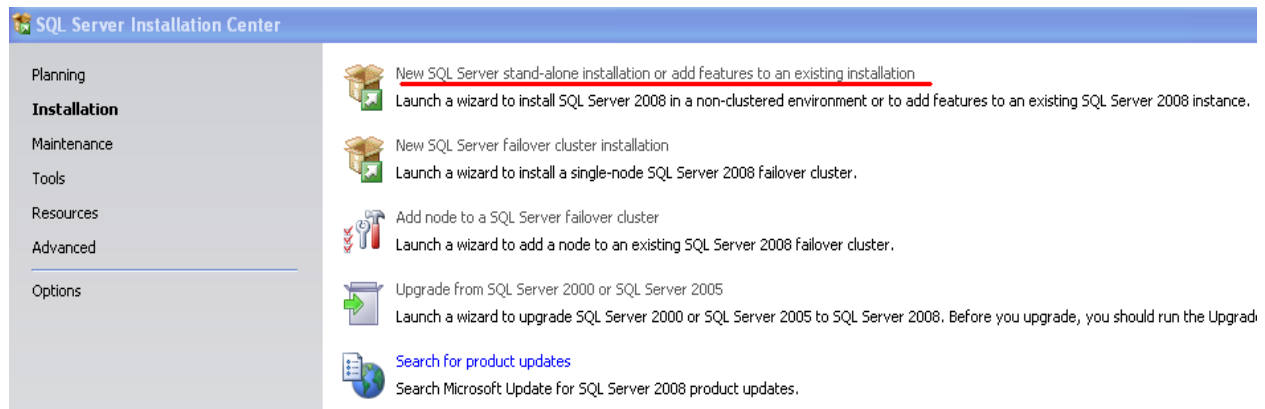 SQL Server Installation Center
Planning
Installation
Maintenance
Tools
Resources
Advanced
Options
New SQL Server stand-alone installation or add features to an existing installation
Launch a wizard to install SQL Server 2008 in a non-clustered environment or to add features to an existing SQL Server 2008 instance.
New SQL Server failover cluster installation
Launch a wizard to install a single-node SQL Server 2008 failover cluster.
Add node to a SQL Server failover cluster
Launch a wizard to add a node to an existing SQL Server 2008 failover cluster.
Upgrade from SQL Server 2000 or SQL Server 2005
Launch a wizard to upgrade SQL Server 2000 or SQL Server 2005 to SQL Server 2008. Before you upgrade, you should run the Upgrad
Search for product updates
Search Microsoft Update for SQL Server 2008 product updates.